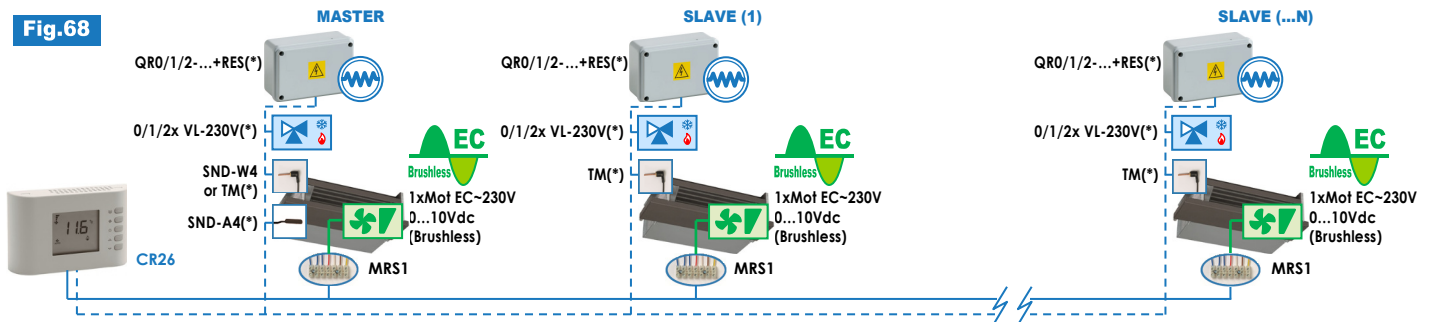 Fig.68
MASTER
QR0/1/2-...+RES(*)
0/1/2x VL-230V(*)
SND-W4
or TM(*)
SND-A4(*)
EC
Brushless
1xMot EC~230V
0...10Vdc
(Brushless)
MRS1
11.6
CR26
SLAVE (1)
QR0/1/2-...+RES(*)
0/1/2x VL-230V(*)
TM(*)
EC
Brushless
1xMot EC~230V
0...10Vdc
(Brushless)
MRS1
SLAVE (...N)
QR0/1/2-...+RES(*)
0/1/2x VL-230V(*)
TM(*)
EC
Brushless
1xMot EC~230V
0...10Vdc
(Brushless)
MRS1